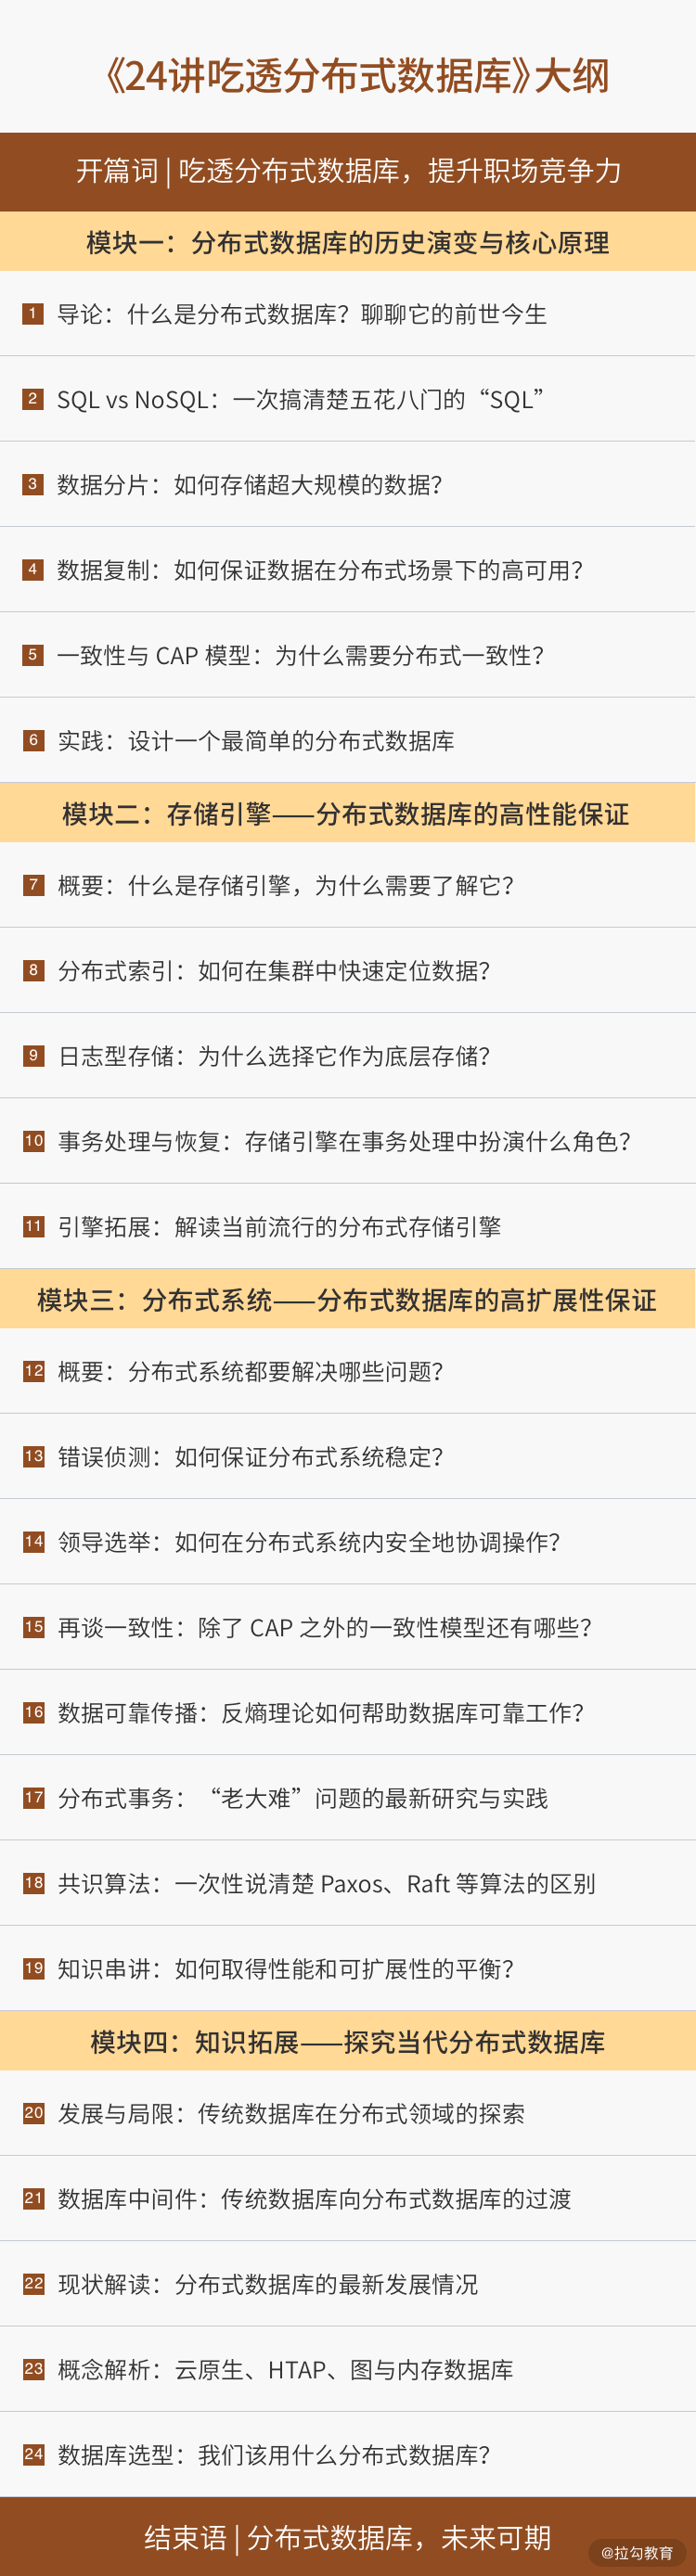 《24讲吃透分布式数据库》大纲
开篇词 | 吃透分布式数据库，提升职场竞争力
模块一：分布式数据库的历史演变与核心原理
1 导论：什么是分布式数据库？聊聊它的前世今生
2 SQL vs NoSQL：一次搞清楚五花八门的“SQL”
3 数据分片：如何存储超大规模的数据？
4 数据复制：如何保证数据在分布式场景下的高可用？
5 一致性与 CAP 模型：为什么需要分布式一致性？
6 实践：设计一个最简单的分布式数据库
模块二：存储引擎——分布式数据库的高性能保证
7 概要：什么是存储引擎，为什么需要了解它？
8 分布式索引：如何在集群中快速定位数据？
9 日志型存储：为什么选择它作为底层存储？
10 事务处理与恢复：存储引擎在事务处理中扮演什么角色？
11 引擎拓展：解读当前流行的分布式存储引擎
模块三：分布式系统——分布式数据库的高扩展性保证
12 概要：分布式系统都要解决哪些问题？
13 错误侦测：如何保证分布式系统稳定？
14 领导选举：如何在分布式系统内安全地协调操作？
15 再谈一致性：除了 CAP 之外的一致性模型还有哪些？
16 数据可靠传播：反熵理论如何帮助数据库可靠工作？
17 分布式事务：“老大难”问题的最新研究与实践
18 共识算法：一次性说清楚 Paxos、Raft 等算法的区别
19 知识串讲：如何取得性能和可扩展性的平衡？
模块四：知识拓展——探究当代分布式数据库
20 发展与局限：传统数据库在分布式领域的探索
21 数据库中间件：传统数据库向分布式数据库的过渡
22 现状解读：分布式数据库的最新发展情况
23 概念解析：云原生、HTAP、图与内存数据库
24 数据库选型：我们该用什么分布式数据库？
结束语 | 分布式数据库，未来可期
@拉勾教育